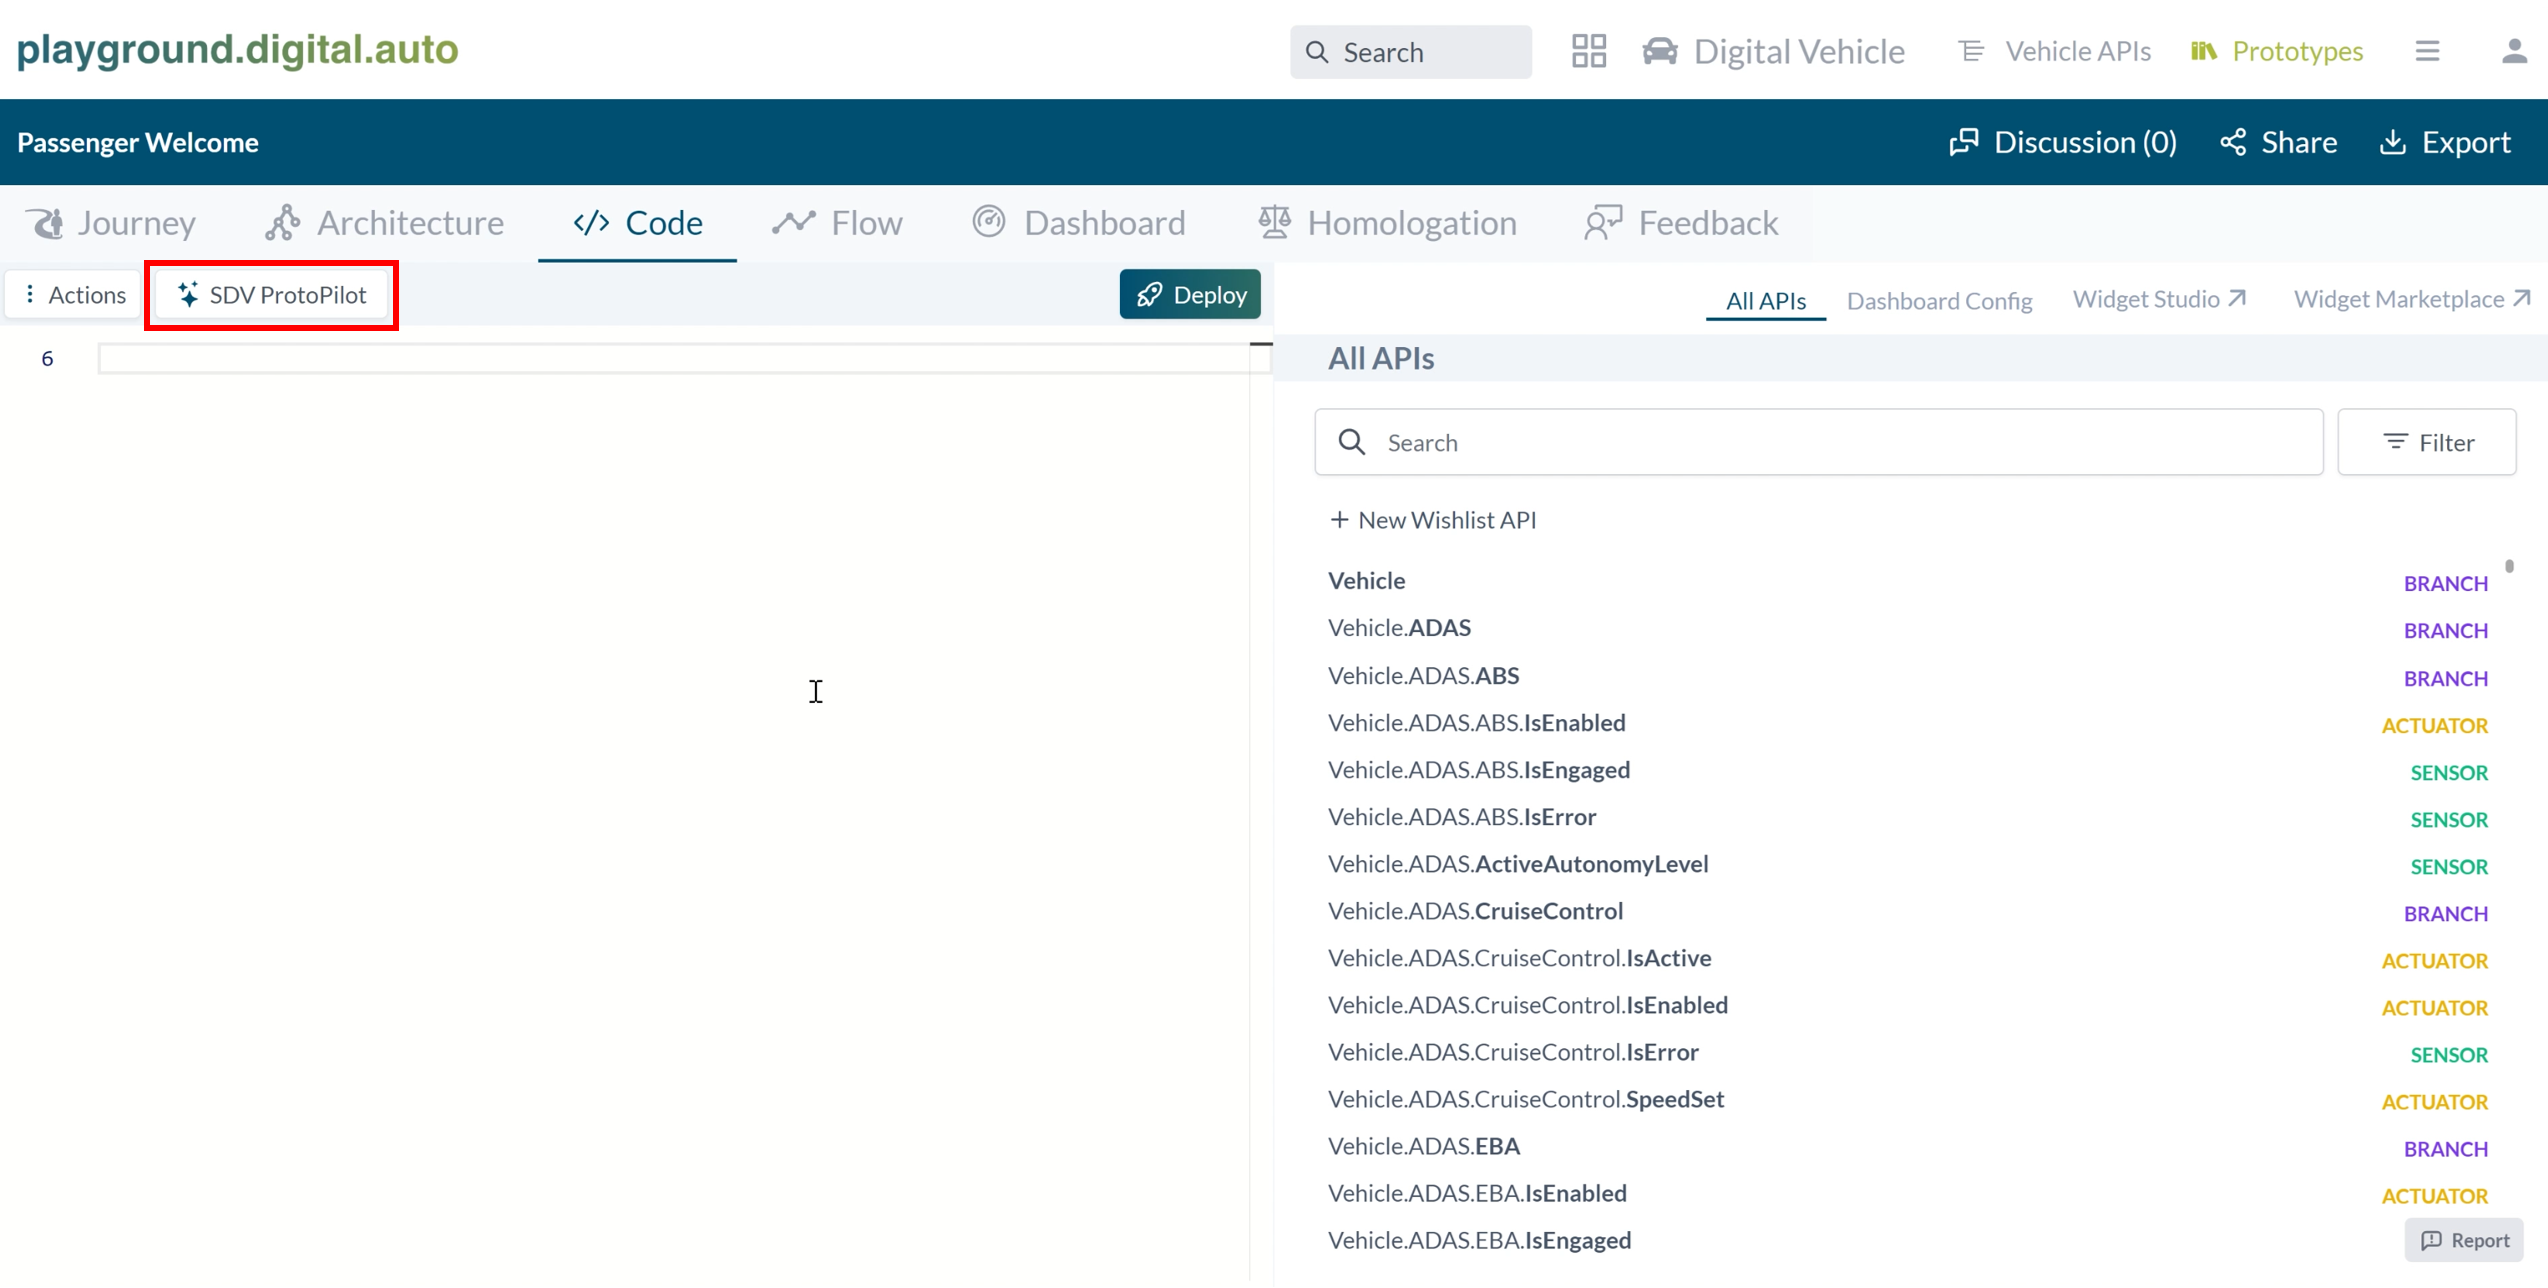 playground.digital.auto
Search
Digital Vehicle
Vehicle APIs
Prototypes
Passenger Welcome
Discussion (0)
Share
Export
Journey
Architecture
</> Code
Flow
Dashboard
Homologation
Feedback
Actions
SDV ProtoPilot
Deploy
All APIs
Dashboard Config
Widget Studio
Widget Marketplace
6
All APIs
Search
Filter
+ New Wishlist API
Vehicle BRANCH
Vehicle.ADAS BRANCH
Vehicle.ADAS.ABS BRANCH
Vehicle.ADAS.ABS.IsEnabled ACTUATOR
Vehicle.ADAS.ABS.IsEngaged SENSOR
Vehicle.ADAS.ABS.IsError SENSOR
Vehicle.ADAS.ActiveAutonomyLevel SENSOR
Vehicle.ADAS.CruiseControl BRANCH
Vehicle.ADAS.CruiseControl.IsActive ACTUATOR
Vehicle.ADAS.CruiseControl.IsEnabled ACTUATOR
Vehicle.ADAS.CruiseControl.IsError SENSOR
Vehicle.ADAS.CruiseControl.SpeedSet ACTUATOR
Vehicle.ADAS.EBA BRANCH
Vehicle.ADAS.EBA.IsEnabled ACTUATOR
Vehicle.ADAS.EBA.IsEngaged
Report